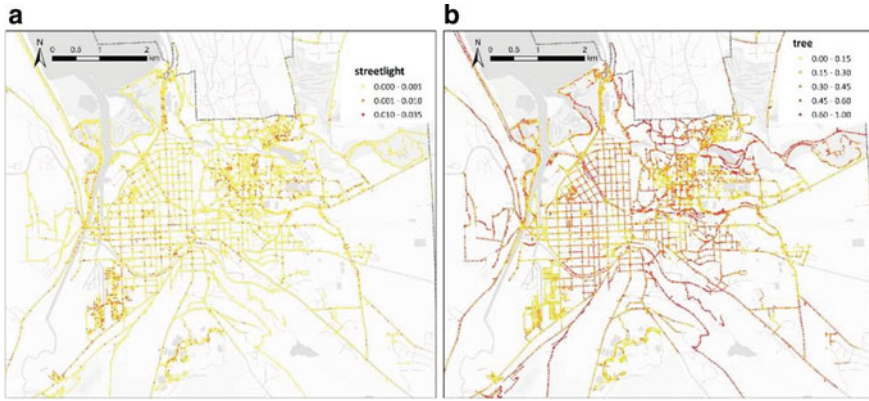 a
N
0 0.5 1 2
km
streetlight
0.000 - 0.001
0.001 - 0.010
0.010 - 0.035
b
N
0 0.5 1 2
km
tree
0.00 - 0.15
0.15 - 0.30
0.30 - 0.45
0.45 - 0.60
0.60 - 1.00